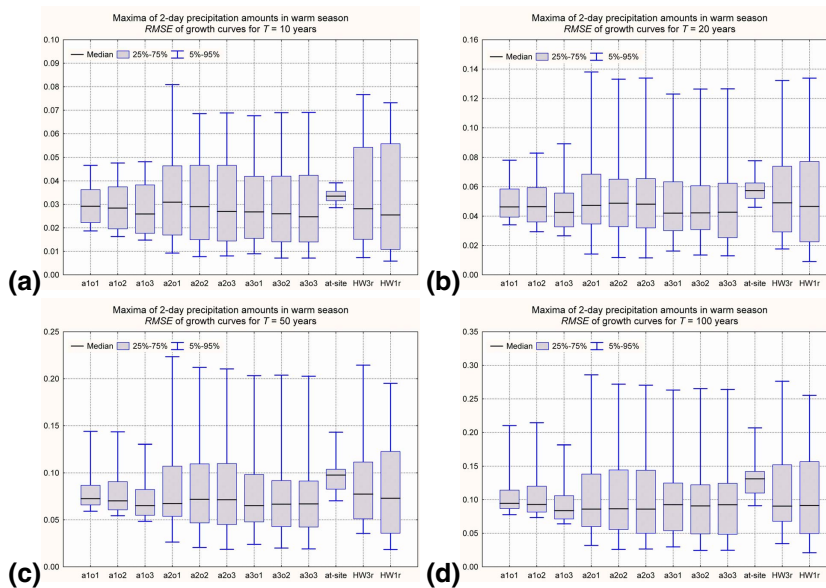 Maxima of 2-day precipitation amounts in warm season
RMSE of growth curves for T = 10 years
Median 25%-75% 5%-95%
0.10
0.09
0.08
0.07
0.06
0.05
0.04
0.03
0.02
0.01
0.00
a1o1 a1o2 a1o3 a2o1 a2o2 a2o3 a3o1 a3o2 a3o3 at-site HW3r HW1r
(a)
Maxima of 2-day precipitation amounts in warm season
RMSE of growth curves for T = 20 years
Median 25%-75% 5%-95%
0.16
0.14
0.12
0.10
0.08
0.06
0.04
0.02
0.00
a1o1 a1o2 a1o3 a2o1 a2o2 a2o3 a3o1 a3o2 a3o3 at-site HW3r HW1r
(b)
Maxima of 2-day precipitation amounts in warm season
RMSE of growth curves for T = 50 years
Median 25%-75% 5%-95%
0.25
0.20
0.15
0.10
0.05
0.00
a1o1 a1o2 a1o3 a2o1 a2o2 a2o3 a3o1 a3o2 a3o3 at-site HW3r HW1r
(c)
Maxima of 2-day precipitation amounts in warm season
RMSE of growth curves for T = 100 years
Median 25%-75% 5%-95%
0.35
0.30
0.25
0.20
0.15
0.10
0.05
0.00
a1o1 a1o2 a1o3 a2o1 a2o2 a2o3 a3o1 a3o2 a3o3 at-site HW3r HW1r
(d)